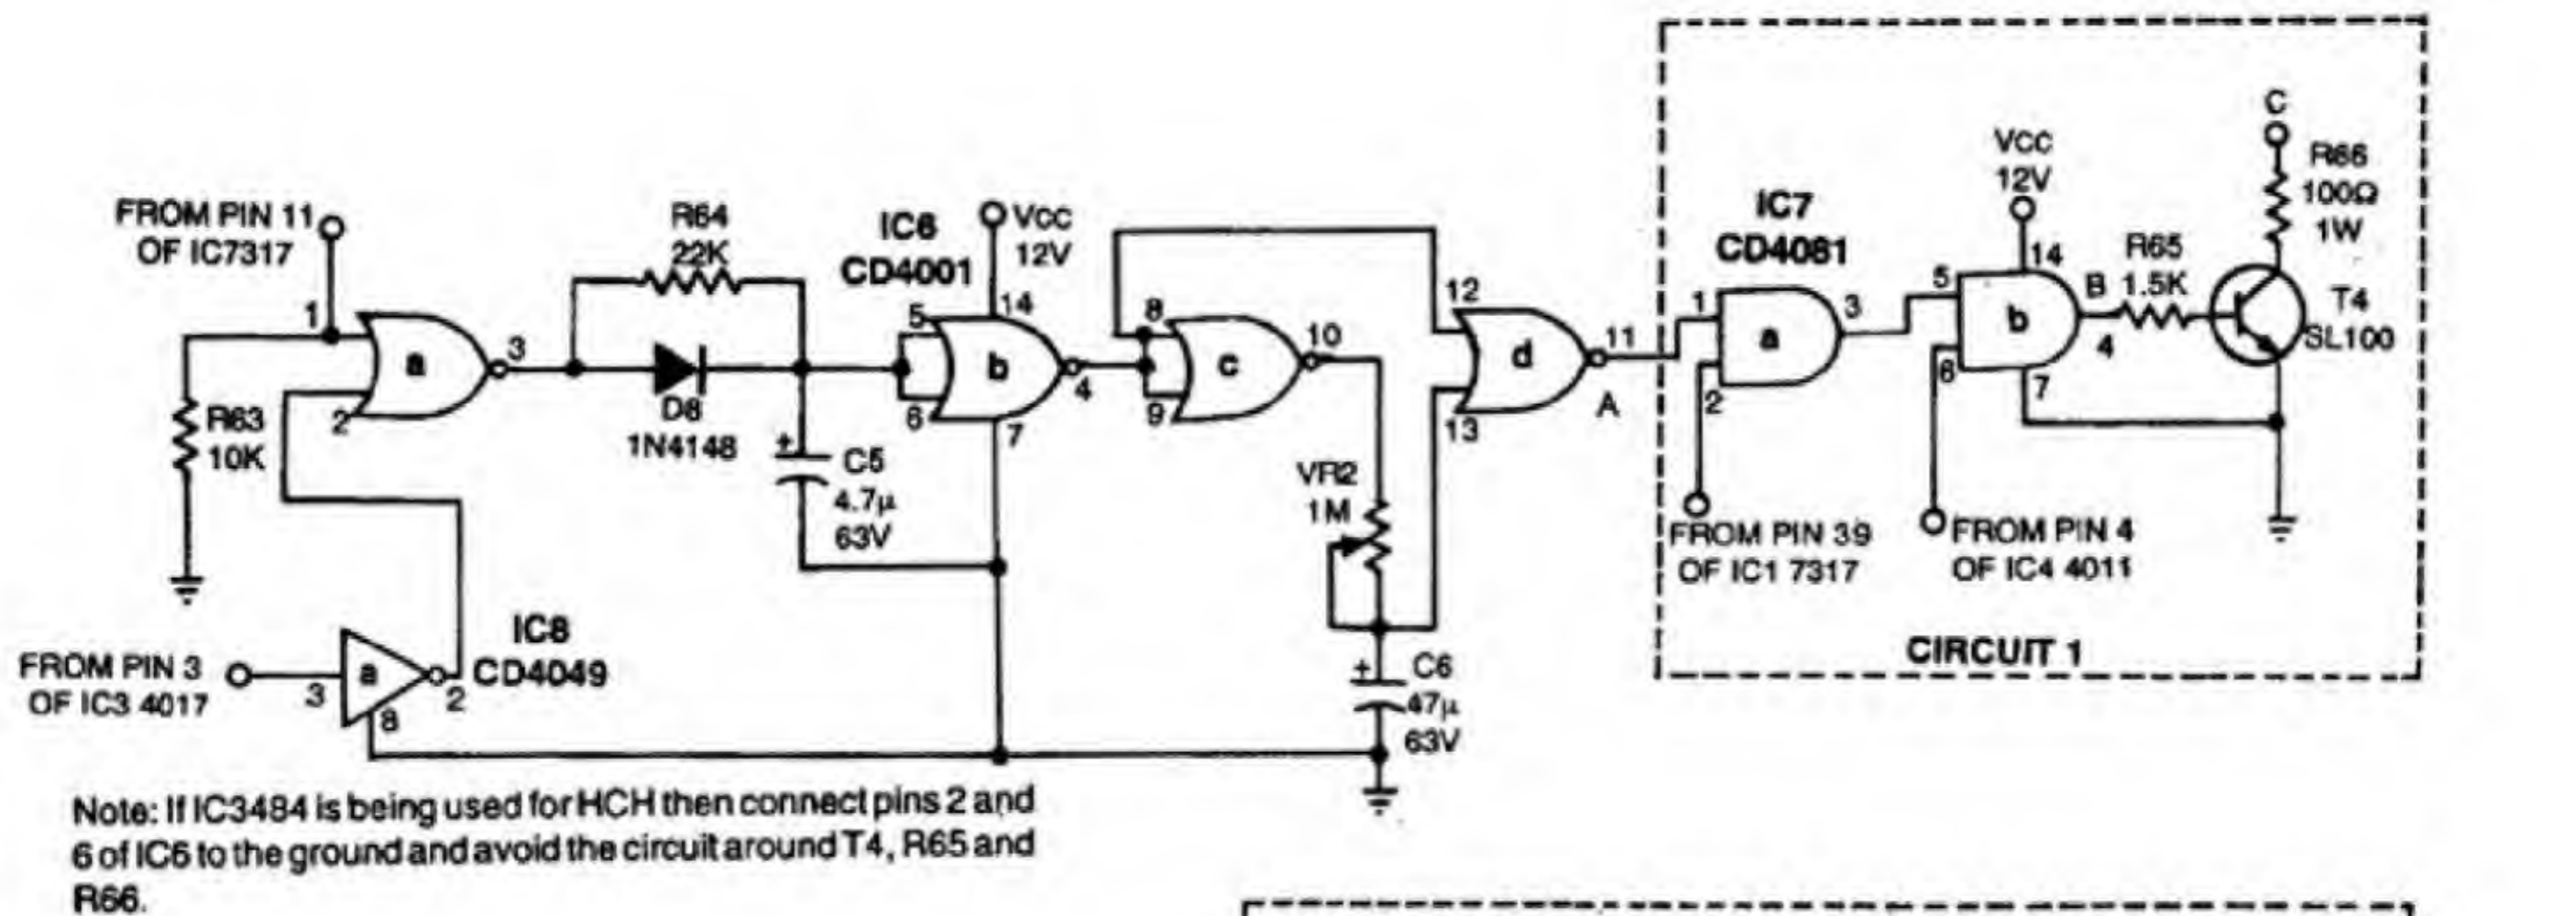 FROM PIN 11
OF IC7317
1
2
a
3
R63
10K
R64
22K
D8
1N4148
+
C5
4.7µ
63V
IC6
CD4001
VCC
12V
14
5
6
b
7
4
8
9
c
10
12
13
d
11
A
VR2
1M
+
C6
47µ
63V
FROM PIN 3
OF IC3 4017
3
a
8
2
IC8
CD4049
IC7
CD4081
1
2
a
3
VCC
12V
14
5
6
b
7
B
4
R65
1.5K
C
R66
100Ω
1W
T4
SL100
FROM PIN 39
OF IC1 7317
FROM PIN 4
OF IC4 4011
CIRCUIT 1
Note: If IC3484 is being used for HCH then connect pins 2 and
6 of IC6 to the ground and avoid the circuit around T4, R65 and
R66.